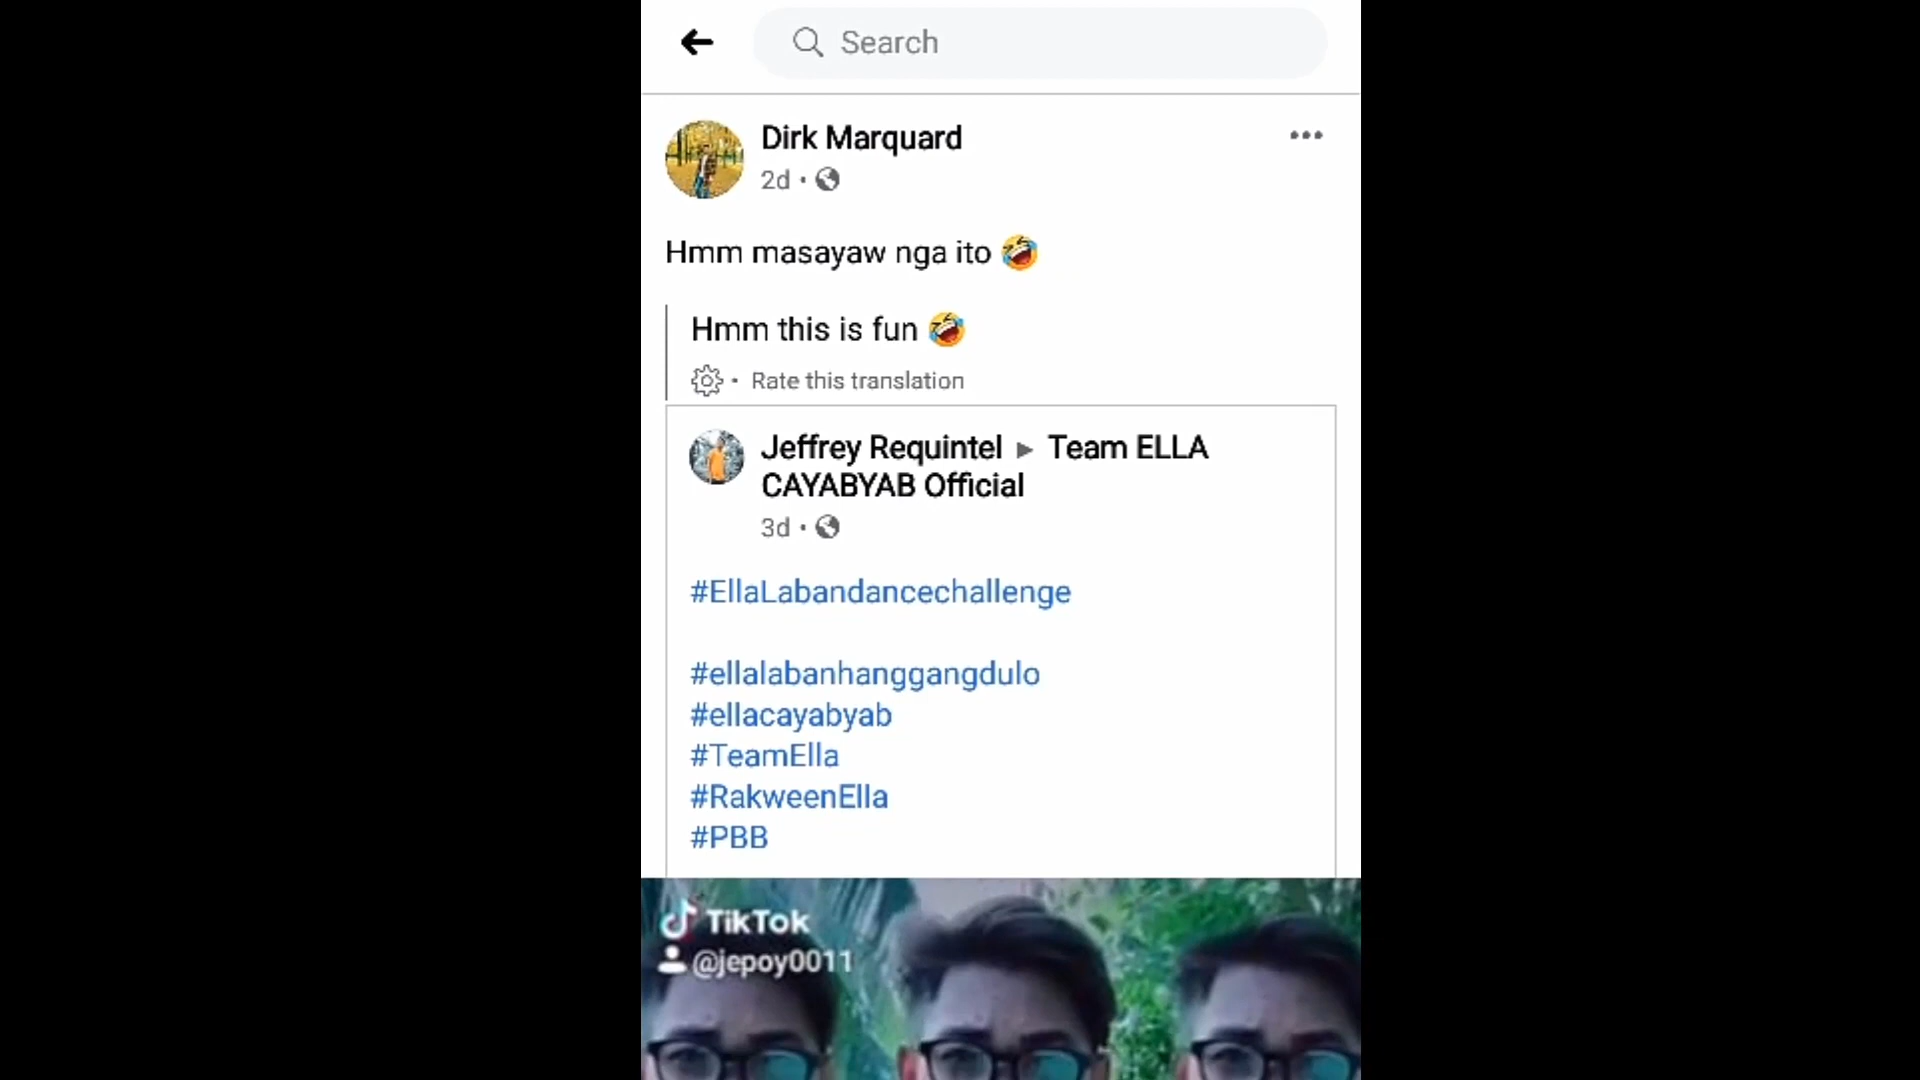 Search
Dirk Marquard
2d •
Hmm masayaw nga ito 🤣
Hmm this is fun 🤣
• Rate this translation
Jeffrey Requintel ▸ Team ELLA
CAYABYAB Official
3d •
#EllaLabandancechallenge
#ellalabanhanggangdulo
#ellacayabyab
#TeamElla
#RakweenElla
#PBB
TikTok
@jepoy0011